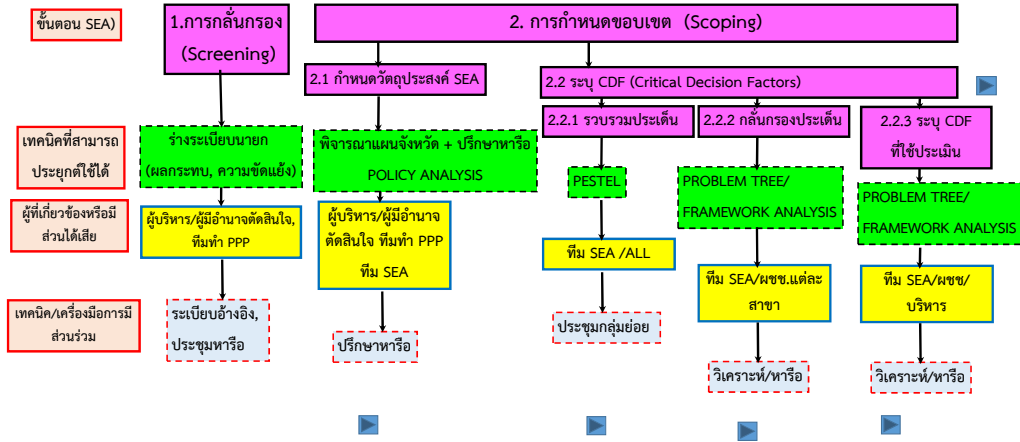 ขั้นตอน SEA)
1.การกลั่นกรอง
(Screening)
2. การกำหนดขอบเขต (Scoping)
2.1 กำหนดวัตถุประสงค์ SEA
2.2 ระบุ CDF (Critical Decision Factors)
2.2.1 รวบรวมประเด็น
2.2.2 กลั่นกรองประเด็น
2.2.3 ระบุ CDF
ที่ใช้ประเมิน
เทคนิคที่สามารถ
ประยุกต์ใช้ได้
ร่างระเบียบนายก
(ผลกระทบ, ความขัดแย้ง)
พิจารณาแผนจังหวัด + ปรึกษาหารือ
POLICY ANALYSIS
PESTEL
PROBLEM TREE/
FRAMEWORK ANALYSIS
PROBLEM TREE/
FRAMEWORK ANALYSIS
ผู้ที่เกี่ยวข้องหรือมี
ส่วนได้เสีย
ผู้บริหาร/ผู้มีอำนาจตัดสินใจ,
ทีมทำ PPP
ผู้บริหาร/ผู้มีอำนาจ
ตัดสินใจ ทีมทำ PPP
ทีม SEA
ทีม SEA /ALL
ทีม SEA/ผชช.แต่ละ
สาขา
ทีม SEA/ผชช/
บริหาร
เทคนิค/เครื่องมือการมี
ส่วนร่วม
ระเบียบอ้างอิง,
ประชุมหารือ
ปรึกษาหารือ
ประชุมกลุ่มย่อย
วิเคราะห์/หารือ
วิเคราะห์/หารือ